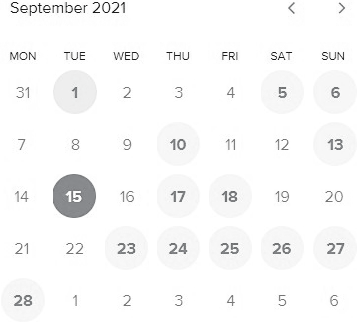 September 2021
MON TUE WED THU FRI SAT SUN
31 1 2 3 4 5 6
7 8 9 10 11 12 13
14 15 16 17 18 19 20
21 22 23 24 25 26 27
28 1 2 3 4 5 6